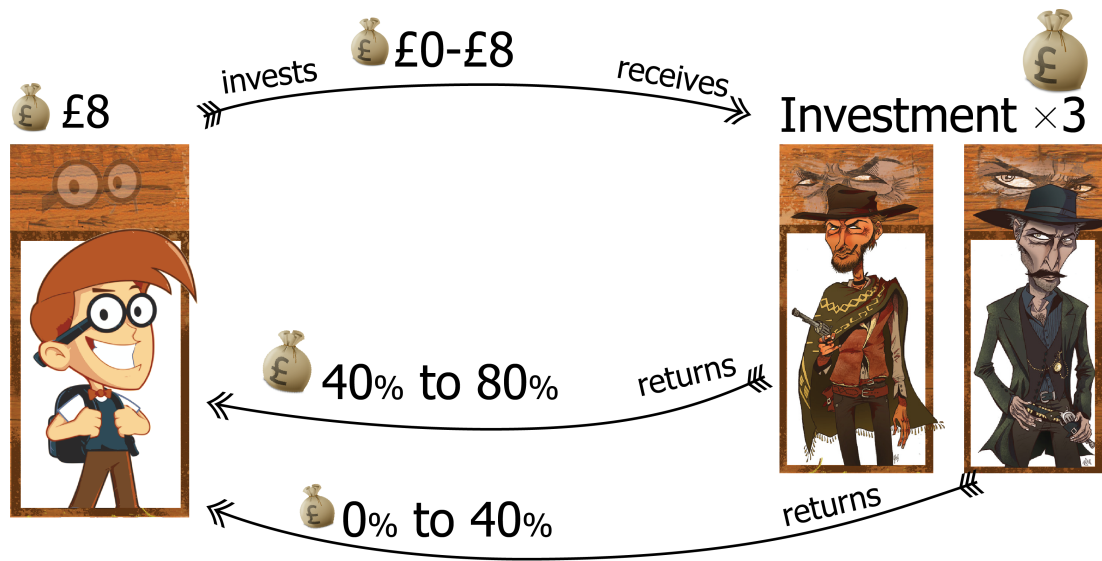 £0-£8
invests
receives
£8
Investment ×3
£
£
£
£
£
returns
40% to 80%
returns
0% to 40%